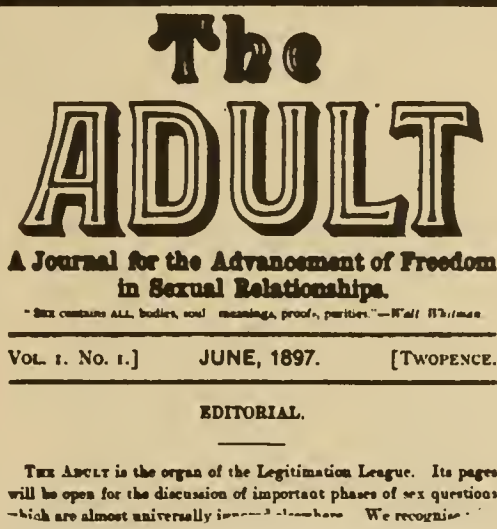 The
ADULT
A Journal for the Advancement of Freedom
in Sexual Relationships.
"Sex contains ALL, bodies, soul meanings, proofs, purities."—Walt Whitman
VOL. 1. NO. 1.] JUNE, 1897. [TWOPENCE.
EDITORIAL.
THE ADULT is the organ of the Legitimation League. Its pages
will be open for the discussion of important phases of sex questions
which are almost universally ignored elsewhere. We recognise